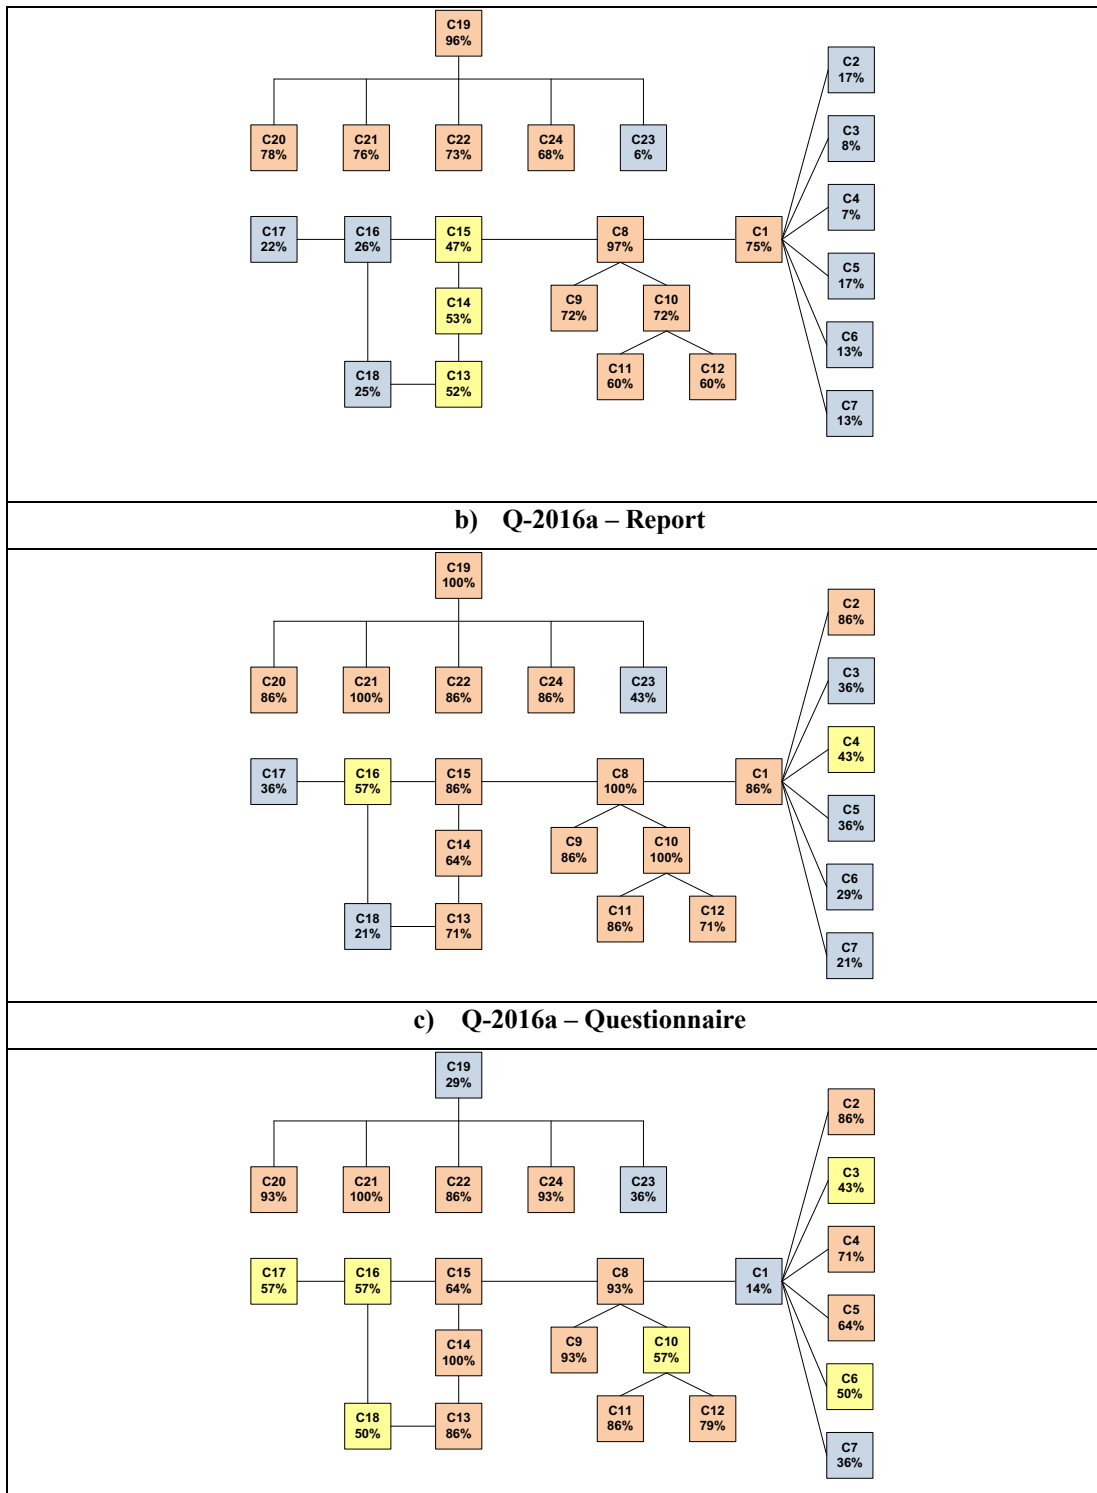 C19
96%
C2
17%
C3
8%
C20
78%
C21
76%
C22
73%
C24
68%
C23
6%
C4
7%
C17
22%
C16
26%
C15
47%
C8
97%
C1
75%
C5
17%
C14
53%
C9
72%
C10
72%
C6
13%
C18
25%
C13
52%
C11
60%
C12
60%
C7
13%
b) Q-2016a – Report
C19
100%
C2
86%
C20
86%
C21
100%
C22
86%
C24
86%
C23
43%
C3
36%
C4
43%
C17
36%
C16
57%
C15
86%
C8
100%
C1
86%
C5
36%
C14
64%
C9
86%
C10
100%
C6
29%
C18
21%
C13
71%
C11
86%
C12
71%
C7
21%
c) Q-2016a – Questionnaire
C19
29%
C2
86%
C20
93%
C21
100%
C22
86%
C24
93%
C23
36%
C3
43%
C4
71%
C17
57%
C16
57%
C15
64%
C8
93%
C1
14%
C5
64%
C14
100%
C9
93%
C10
57%
C6
50%
C18
50%
C13
86%
C11
86%
C12
79%
C7
36%